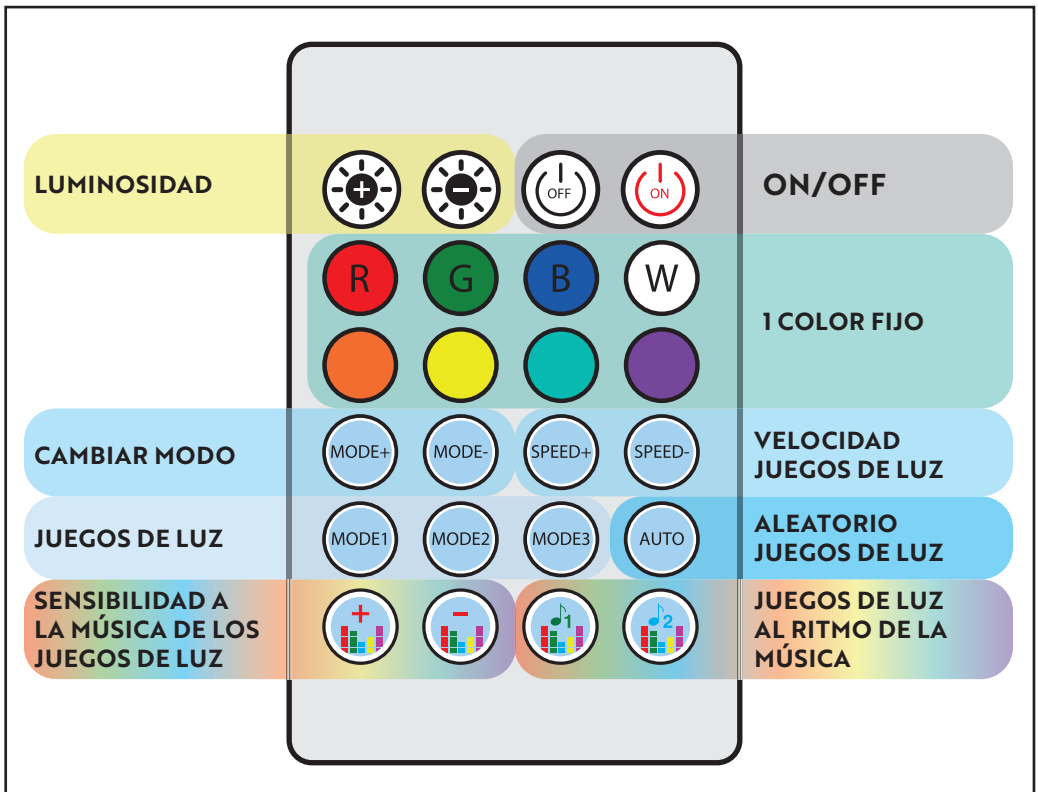 LUMINOSIDAD
OFF
ON
ON/OFF
R
G
B
W
1 COLOR FIJO
CAMBIAR MODO
MODE+
MODE-
SPEED+
SPEED-
VELOCIDAD
JUEGOS DE LUZ
JUEGOS DE LUZ
MODE1
MODE2
MODE3
AUTO
ALEATORIO
JUEGOS DE LUZ
SENSIBILIDAD A
LA MÚSICA DE LOS
JUEGOS DE LUZ
+
-
1
2
JUEGOS DE LUZ
AL RITMO DE LA
MÚSICA